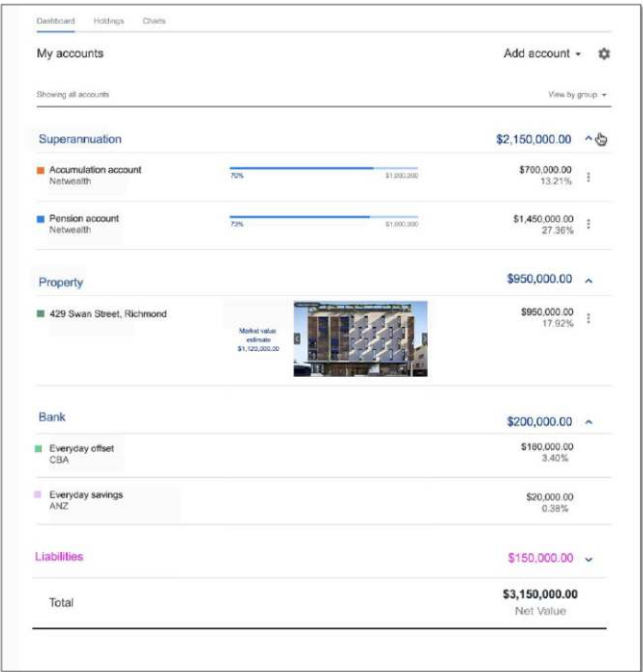 Dashboard Holdings Charts
My accounts Add account
Showing all accounts View by group
Superannuation $2,150,000.00
Accumulation account $700,000.00
Netwealth 70% $1,000,000 13.21%
Pension account $1,450,000.00
Netwealth 73% 27.36%
Property $950,000.00
429 Swan Street, Richmond $950,000.00
17.92%
Market value
estimate
$1,120,000.00
Bank $200,000.00
Everyday offset $180,000.00
CBA 3.40%
Everyday savings $20,000.00
ANZ 0.38%
Liabilities $150,000.00
Total $3,150,000.00
Net Value